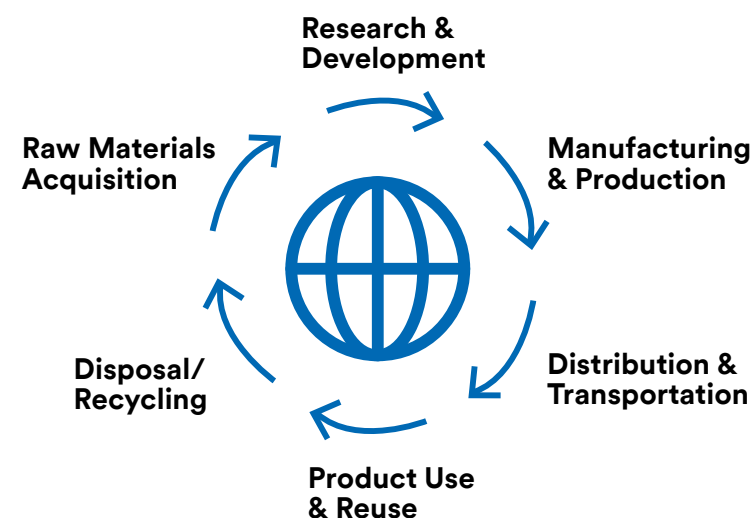 Research &
Development
Manufacturing
& Production
Distribution &
Transportation
Product Use
& Reuse
Disposal/
Recycling
Raw Materials
Acquisition